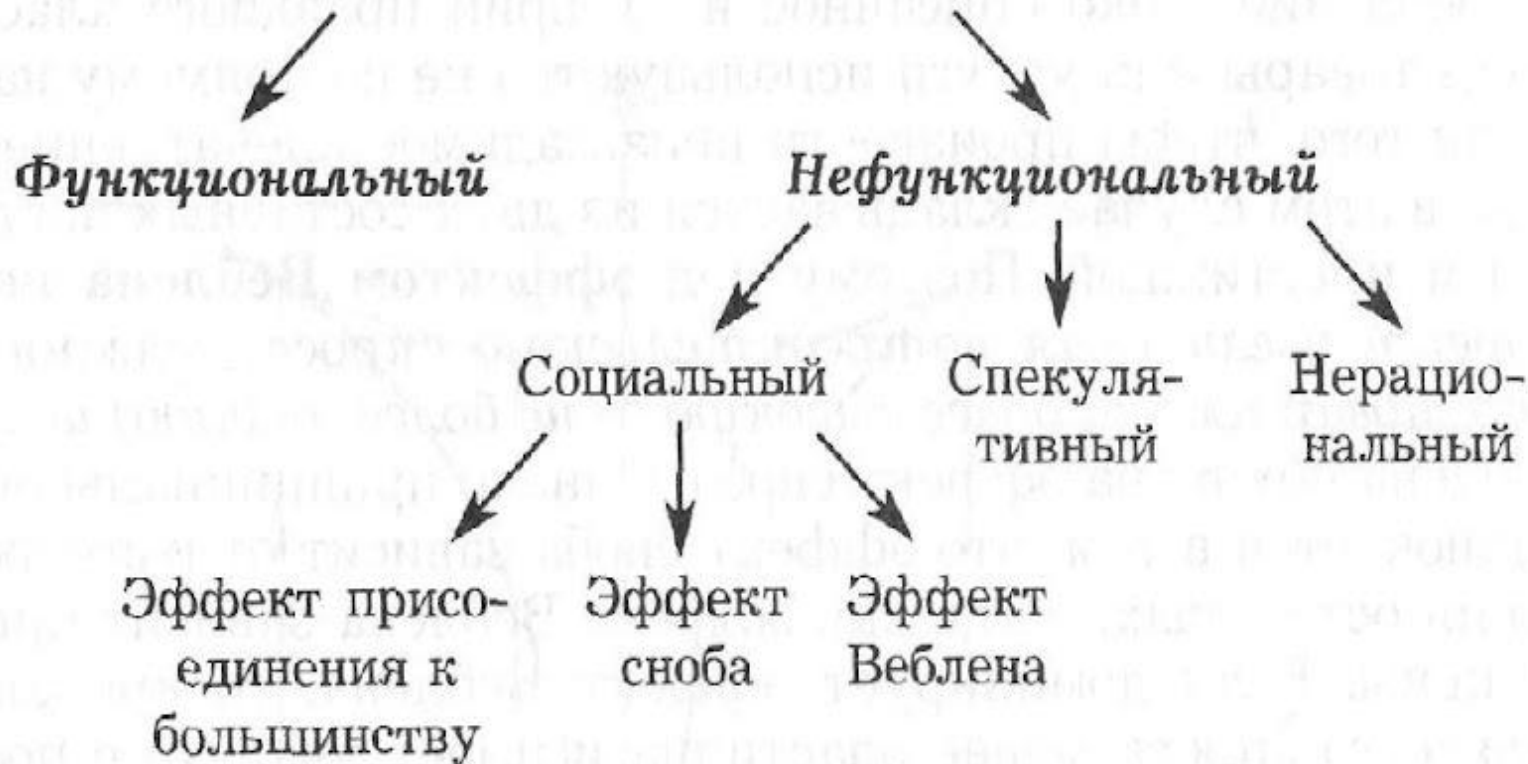 Функциональный
Нефункциональный
Социальный
Спекуля-
тивный
Нерацио-
нальный
Эффект присо-
единения к
большинству
Эффект
сноба
Эффект
Веблена